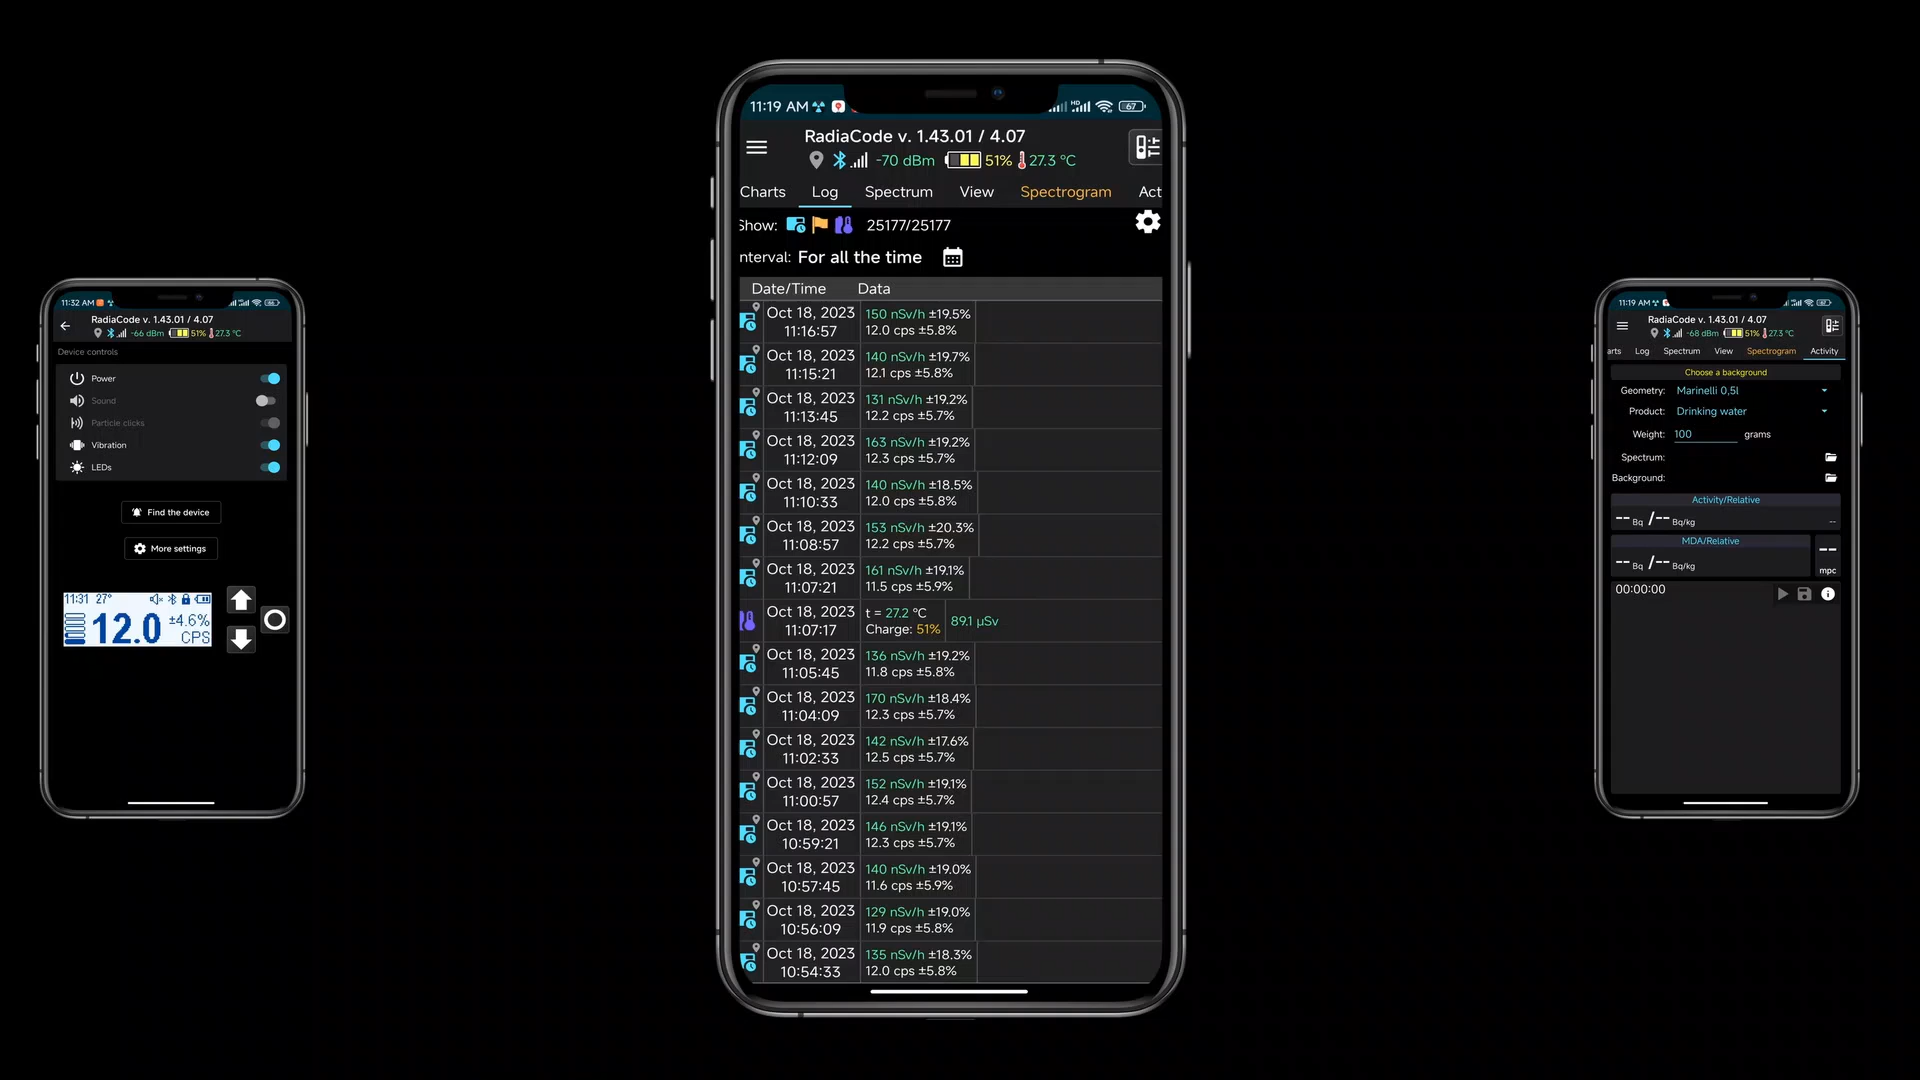 11:32 AM
66
RadiaCode v. 1.43.01 / 4.07
-66 dBm 51% 27.3 °C
Device controls
Power
Sound
Particle clicks
Vibration
LEDs
Find the device
More settings
11:31 27°
12.0 ±4.6%
CPS
11:19 AM HD 67
RadiaCode v. 1.43.01 / 4.07
-70 dBm 51% 27.3 °C
Charts Log Spectrum View Spectrogram Act
Show: 25177/25177
nterval: For all the time
Date/Time Data
Oct 18, 2023 150 nSv/h ±19.5%
11:16:57 12.0 cps ±5.8%
Oct 18, 2023 140 nSv/h ±19.7%
11:15:21 12.1 cps ±5.8%
Oct 18, 2023 131 nSv/h ±19.2%
11:13:45 12.2 cps ±5.7%
Oct 18, 2023 163 nSv/h ±19.2%
11:12:09 12.3 cps ±5.7%
Oct 18, 2023 140 nSv/h ±18.5%
11:10:33 12.0 cps ±5.8%
Oct 18, 2023 153 nSv/h ±20.3%
11:08:57 12.2 cps ±5.7%
Oct 18, 2023 161 nSv/h ±19.1%
11:07:21 11.5 cps ±5.9%
Oct 18, 2023 t = 27.2 °C 89.1 µSv
11:07:17 Charge: 51%
Oct 18, 2023 136 nSv/h ±19.2%
11:05:45 11.8 cps ±5.8%
Oct 18, 2023 170 nSv/h ±18.4%
11:04:09 12.3 cps ±5.7%
Oct 18, 2023 142 nSv/h ±17.6%
11:02:33 12.5 cps ±5.7%
Oct 18, 2023 152 nSv/h ±19.1%
11:00:57 12.4 cps ±5.7%
Oct 18, 2023 146 nSv/h ±19.1%
10:59:21 12.3 cps ±5.7%
Oct 18, 2023 140 nSv/h ±19.0%
10:57:45 11.6 cps ±5.9%
Oct 18, 2023 129 nSv/h ±19.0%
10:56:09 11.9 cps ±5.8%
Oct 18, 2023 135 nSv/h ±18.3%
10:54:33 12.0 cps ±5.8%
11:19 AM 67
RadiaCode v. 1.43.01 / 4.07
-68 dBm 51% 27.3 °C
arts Log Spectrum View Spectrogram Activity
Choose a background
Geometry: Marinelli 0,5l
Product: Drinking water
Weight: 100 grams
Spectrum:
Background:
Activity/Relative
-- Bq /-- Bq/kg --
MDA/Relative
-- Bq /-- Bq/kg -- mpc
00:00:00